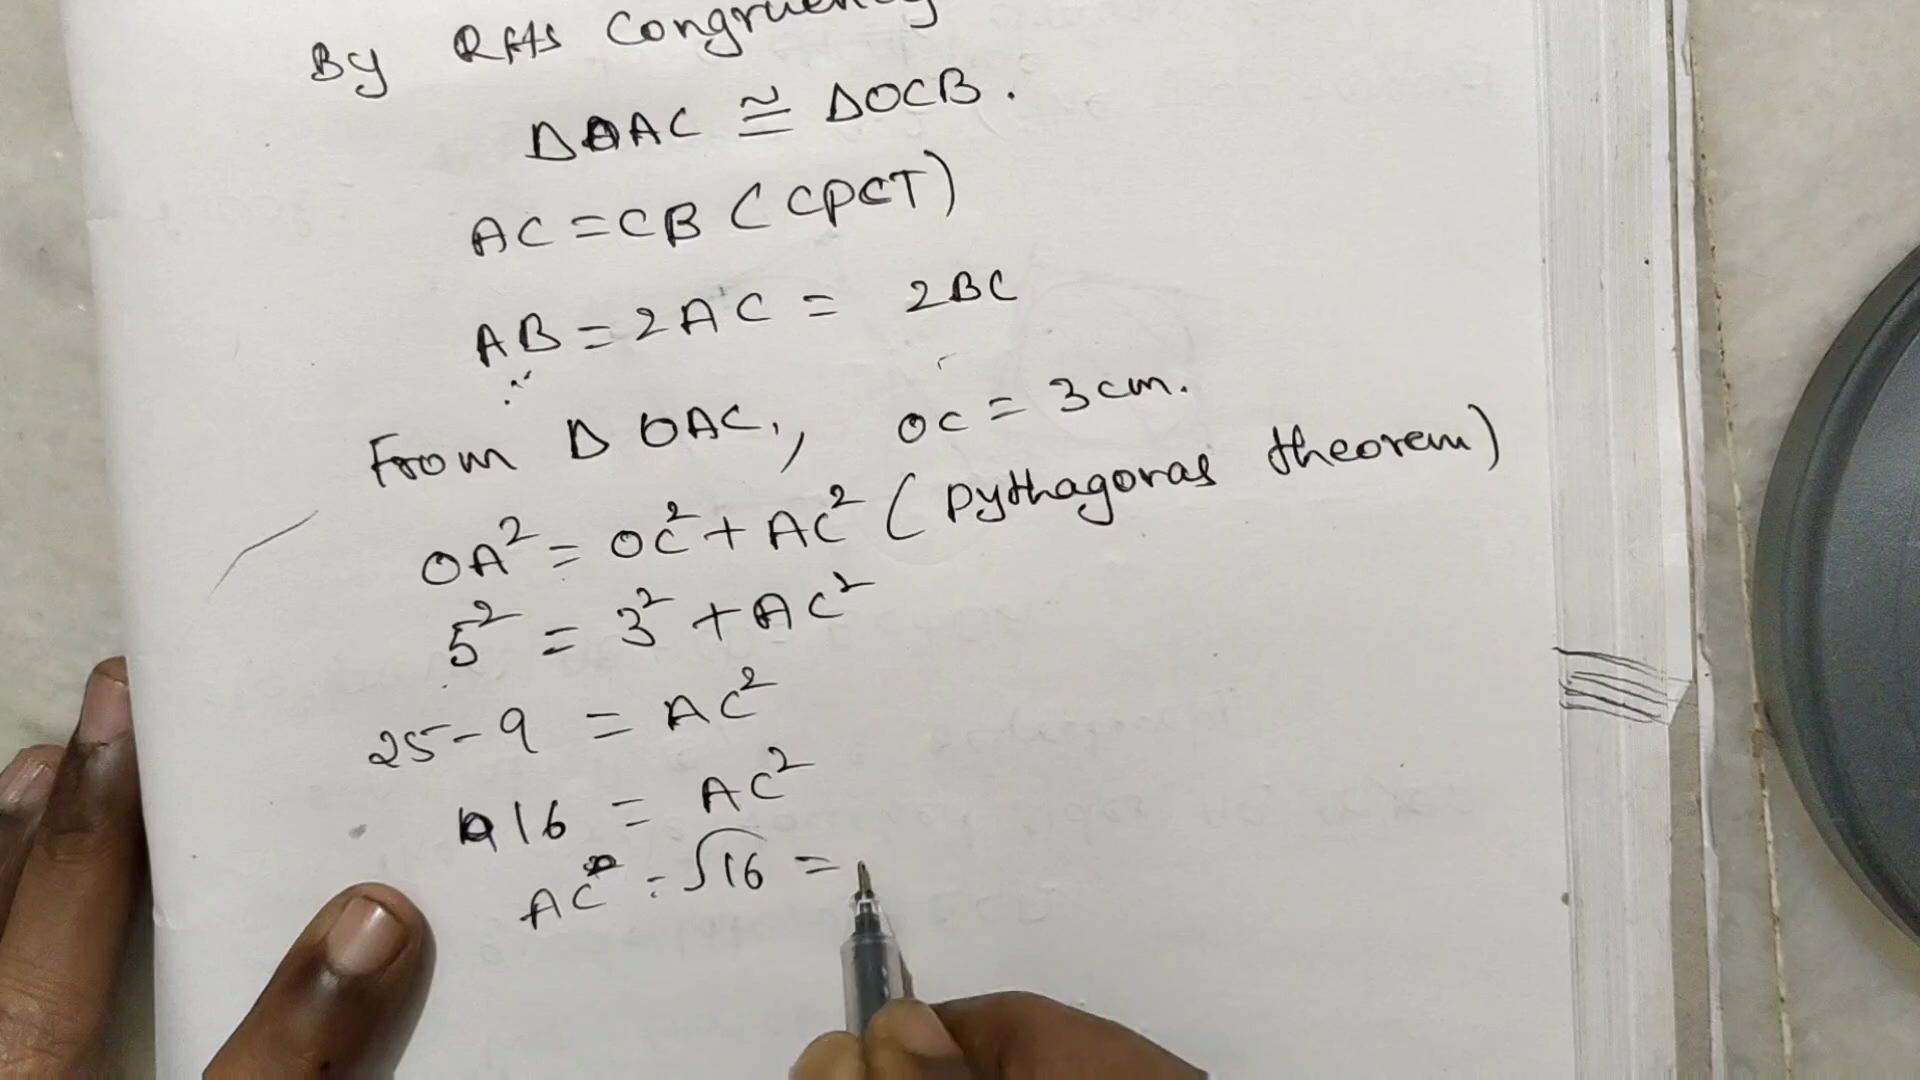 By RHS Congruency
ΔOAC ≅ ΔOCB.
AC = CB (CPCT)
AB = 2AC = 2BC
From Δ OAC, OC = 3cm.
OA² = OC² + AC² (pythagoras theorem)
5² = 3² + AC²
25 - 9 = AC²
16 = AC²
AC = √16 =